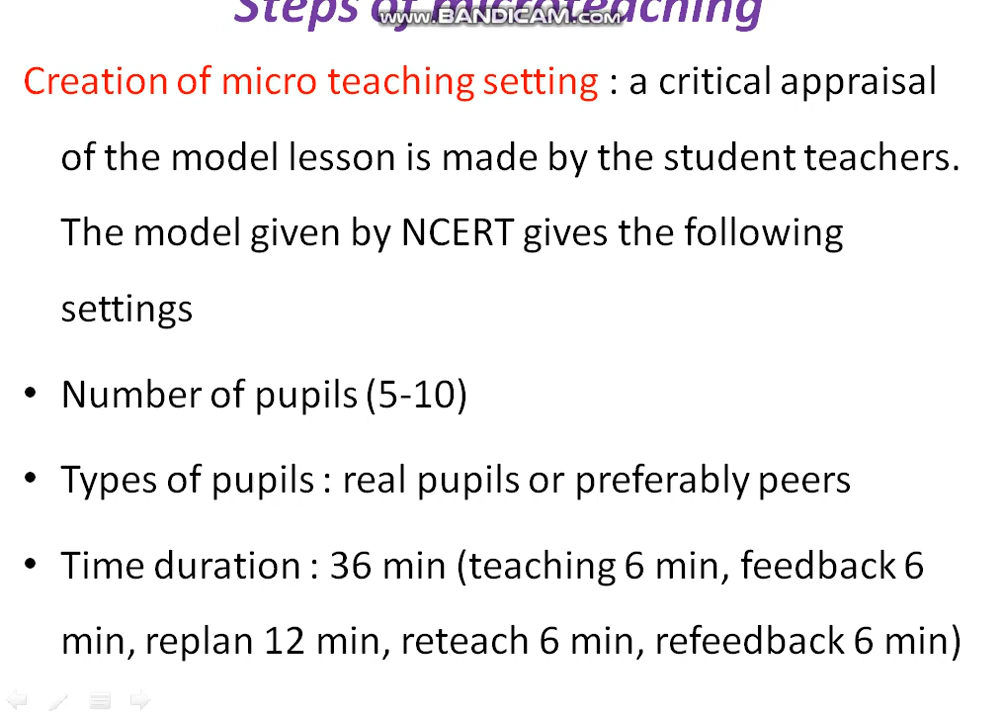 Steps of microteaching
www.BANDICAM.com
Creation of micro teaching setting : a critical appraisal
of the model lesson is made by the student teachers.
The model given by NCERT gives the following
settings
• Number of pupils (5-10)
• Types of pupils : real pupils or preferably peers
• Time duration : 36 min (teaching 6 min, feedback 6
min, replan 12 min, reteach 6 min, refeedback 6 min)